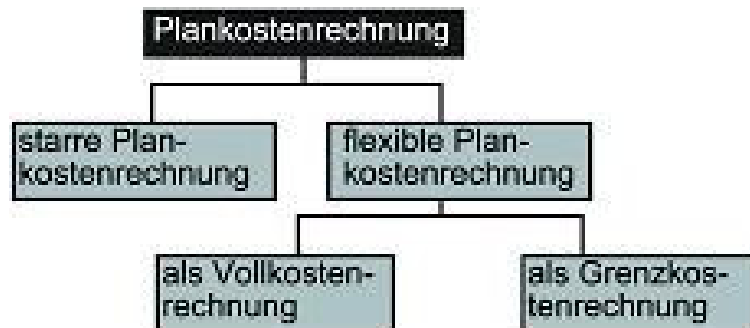 Plankostenrechnung
starre Plan-
kostenrechnung
flexible Plan-
kostenrechnung
als Vollkosten-
rechnung
als Grenzkos-
tenrechnung